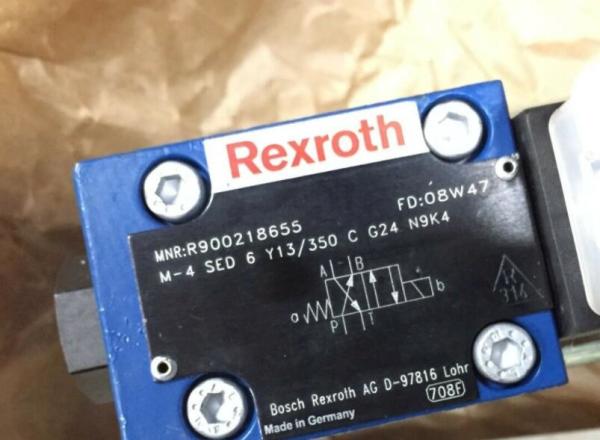 Rexroth
FD:08W47
MNR:R900218655
M-4 SED 6 Y13/350 C G24 N9K4
A B
a b
P T
314
Bosch Rexroth AG D-97816 Lohr
Made in Germany
708F